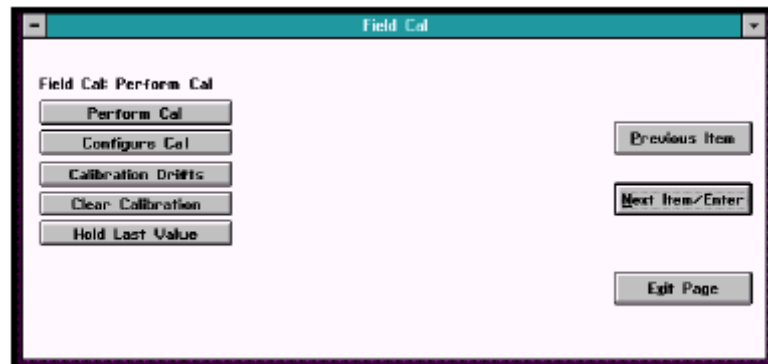 Field Cal
Field Cal: Perform Cal
Perform Cal
Configure Cal
Calibration Drifts
Clear Calibration
Hold Last Value
Previous Item
Next Item/Enter
Exit Page